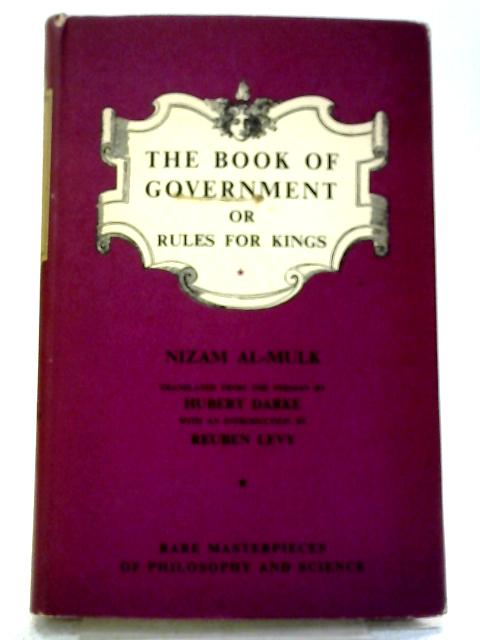 THE BOOK OF
GOVERNMENT
OR
RULES FOR KINGS
NIZAM AL-MULK
TRANSLATED FROM THE PERSIAN BY
HUBERT DARKE
WITH AN INTRODUCTION BY
REUBEN LEVY
RARE MASTERPIECES
OF PHILOSOPHY AND SCIENCE